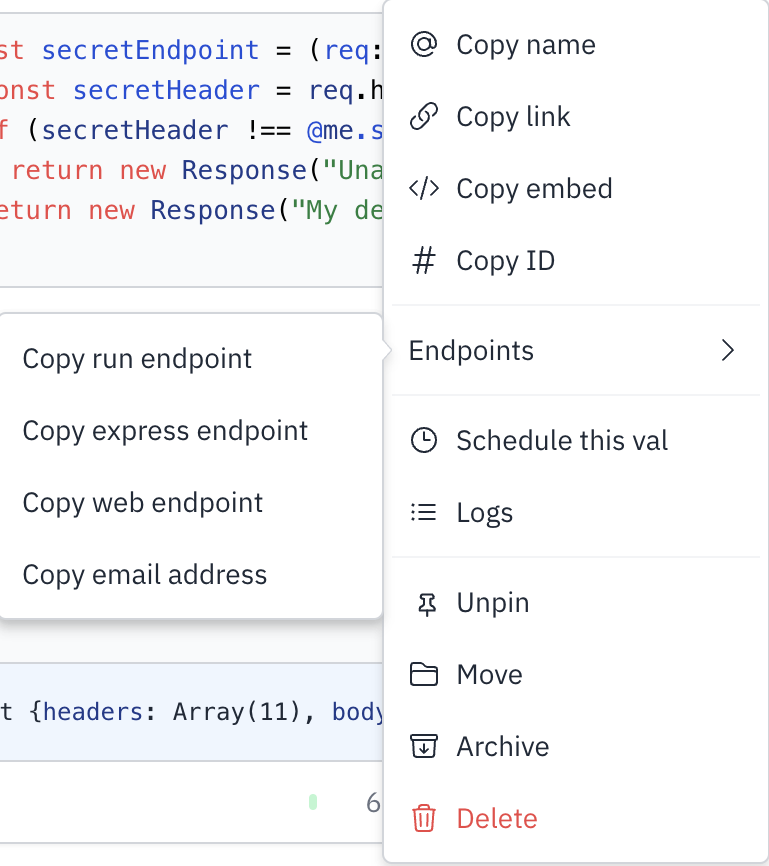 st secretEndpoint = (req:
onst secretHeader = req.h
f (secretHeader !== @me.s
return new Response("Una
eturn new Response("My de
Copy name
Copy link
Copy embed
# Copy ID
Endpoints
Copy run endpoint
Copy express endpoint
Copy web endpoint
Copy email address
Schedule this val
Logs
Unpin
Move
Archive
Delete
t {headers: Array(11), body
6